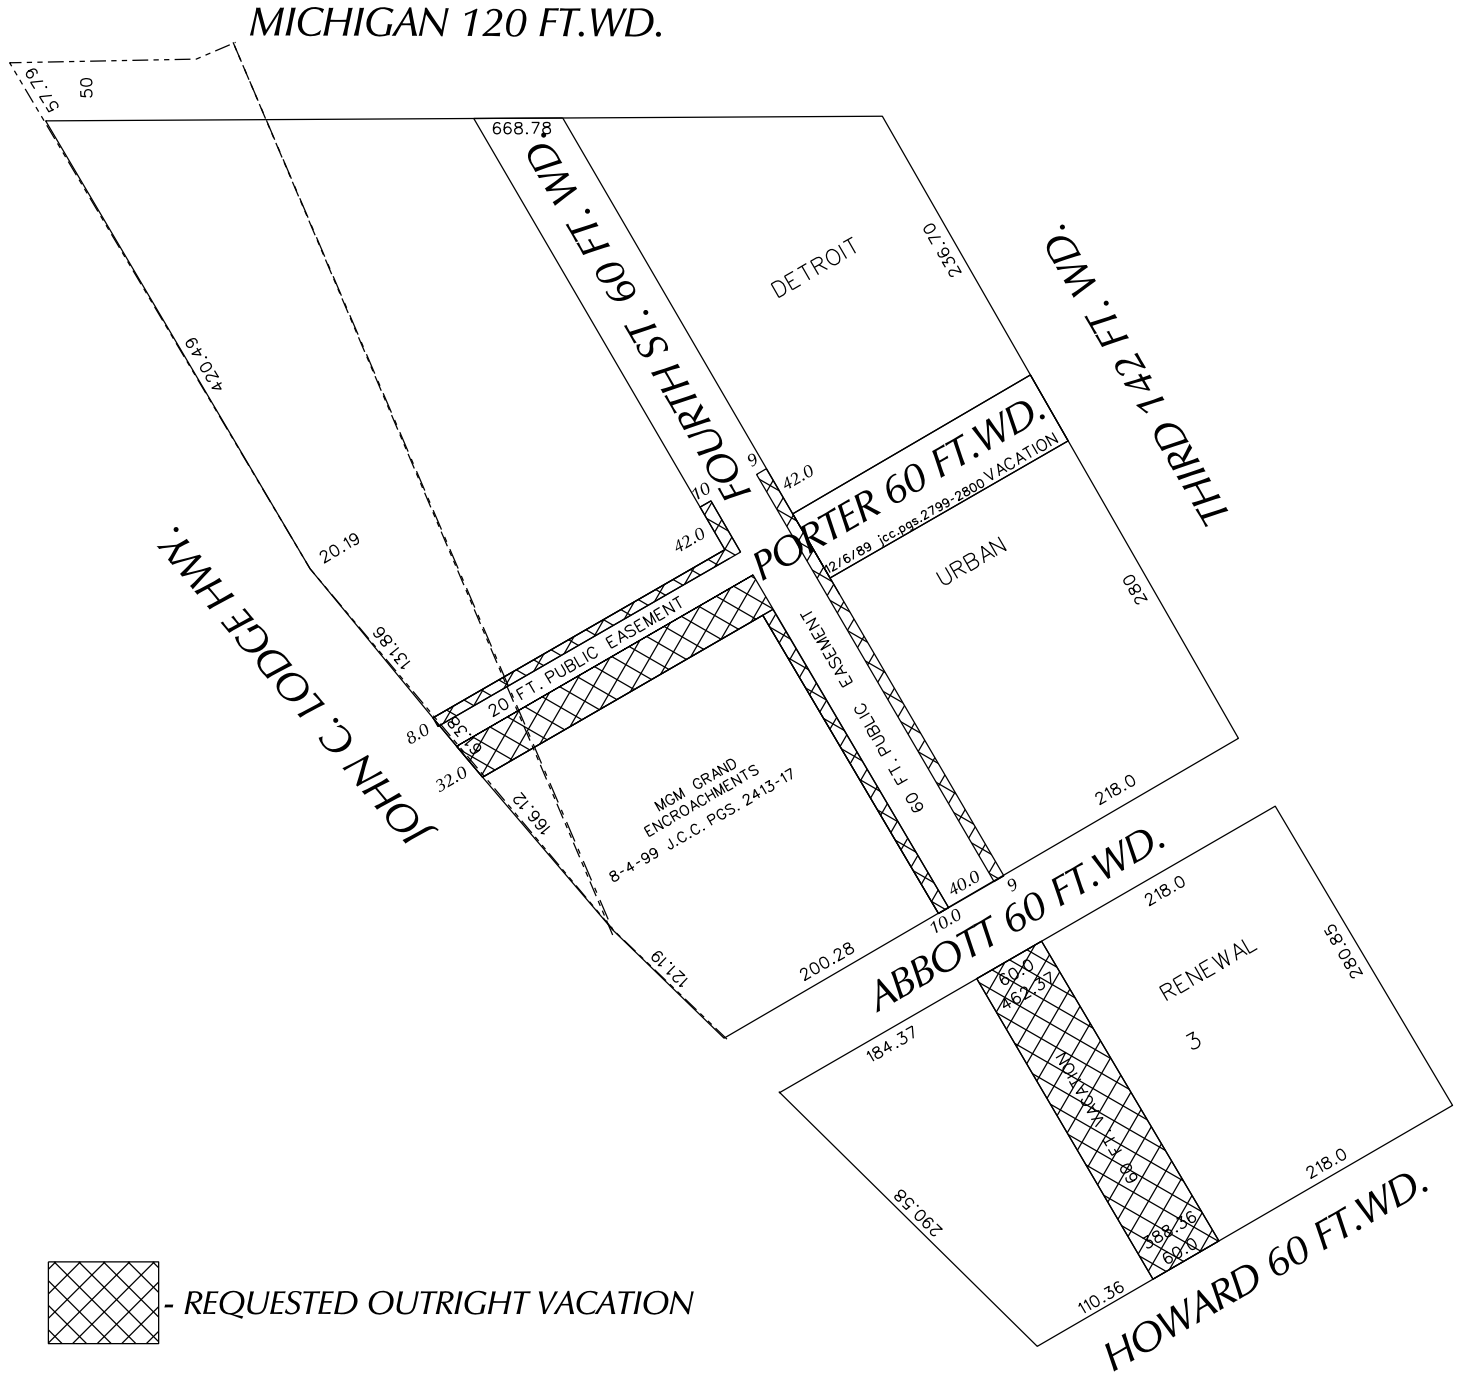 MICHIGAN 120 FT.WD.
57.79
50
668.78
FOURTH ST. 60 FT. WD.
DETROIT
236.70
THIRD 142 FT. WD.
420.49
9
42.0
PORTER 60 FT.WD.
12/6/89 jcc.pgs.2799-2800 VACATION
10
42.0
20.19
JOHN C. LODGE HWY.
URBAN
280
131.86
20 FT. PUBLIC EASEMENT
8.0
61.38
32.0
60 FT. PUBLIC EASEMENT
MGM GRAND
ENCROACHMENTS
8-4-99 J.C.C. PGS. 2413-17
166.12
218.0
40.0
9
10.0
ABBOTT 60 FT.WD.
200.28
121.19
218.0
60.0
462.37
184.37
RENEWAL
3
280.85
60 FT. VACATION
290.58
388.36
60.0
218.0
110.36
HOWARD 60 FT.WD.
- REQUESTED OUTRIGHT VACATION